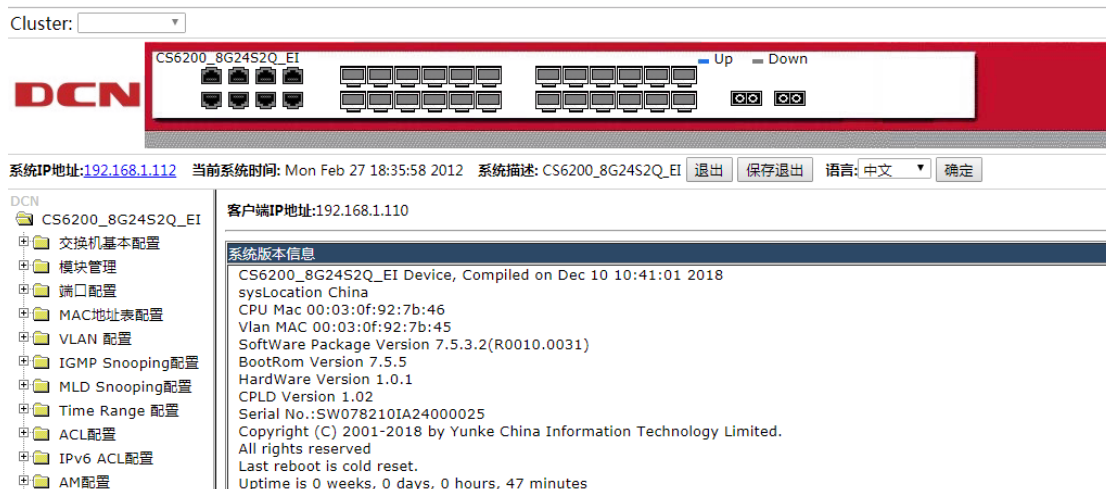 Cluster:
CS6200_8G24S2Q_EI
Up Down
DCN
系统IP地址:192.168.1.112 当前系统时间: Mon Feb 27 18:35:58 2012 系统描述: CS6200_8G24S2Q_EI 退出 保存退出 语言: 中文 确定
DCN
CS6200_8G24S2Q_EI
交换机基本配置
模块管理
端口配置
MAC地址表配置
VLAN 配置
IGMP Snooping配置
MLD Snooping配置
Time Range 配置
ACL配置
IPv6 ACL配置
AM配置
客户端IP地址:192.168.1.110
系统版本信息
CS6200_8G24S2Q_EI Device, Compiled on Dec 10 10:41:01 2018
sysLocation China
CPU Mac 00:03:0f:92:7b:46
Vlan MAC 00:03:0f:92:7b:45
SoftWare Package Version 7.5.3.2(R0010.0031)
BootRom Version 7.5.5
HardWare Version 1.0.1
CPLD Version 1.02
Serial No.:SW078210IA24000025
Copyright (C) 2001-2018 by Yunke China Information Technology Limited.
All rights reserved
Last reboot is cold reset.
Uptime is 0 weeks, 0 days, 0 hours, 47 minutes